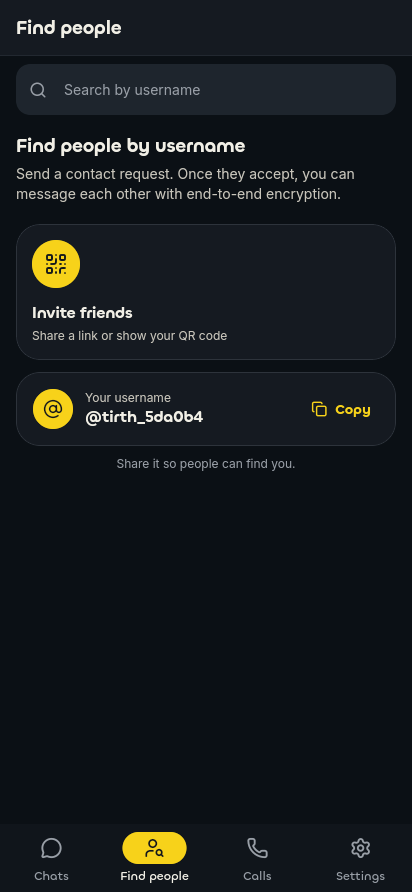 Find people
Search by username
Find people by username
Send a contact request. Once they accept, you can
message each other with end-to-end encryption.
Invite friends
Share a link or show your QR code
Your username
@tirth_5da0b4
Copy
Share it so people can find you.
Chats
Find people
Calls
Settings